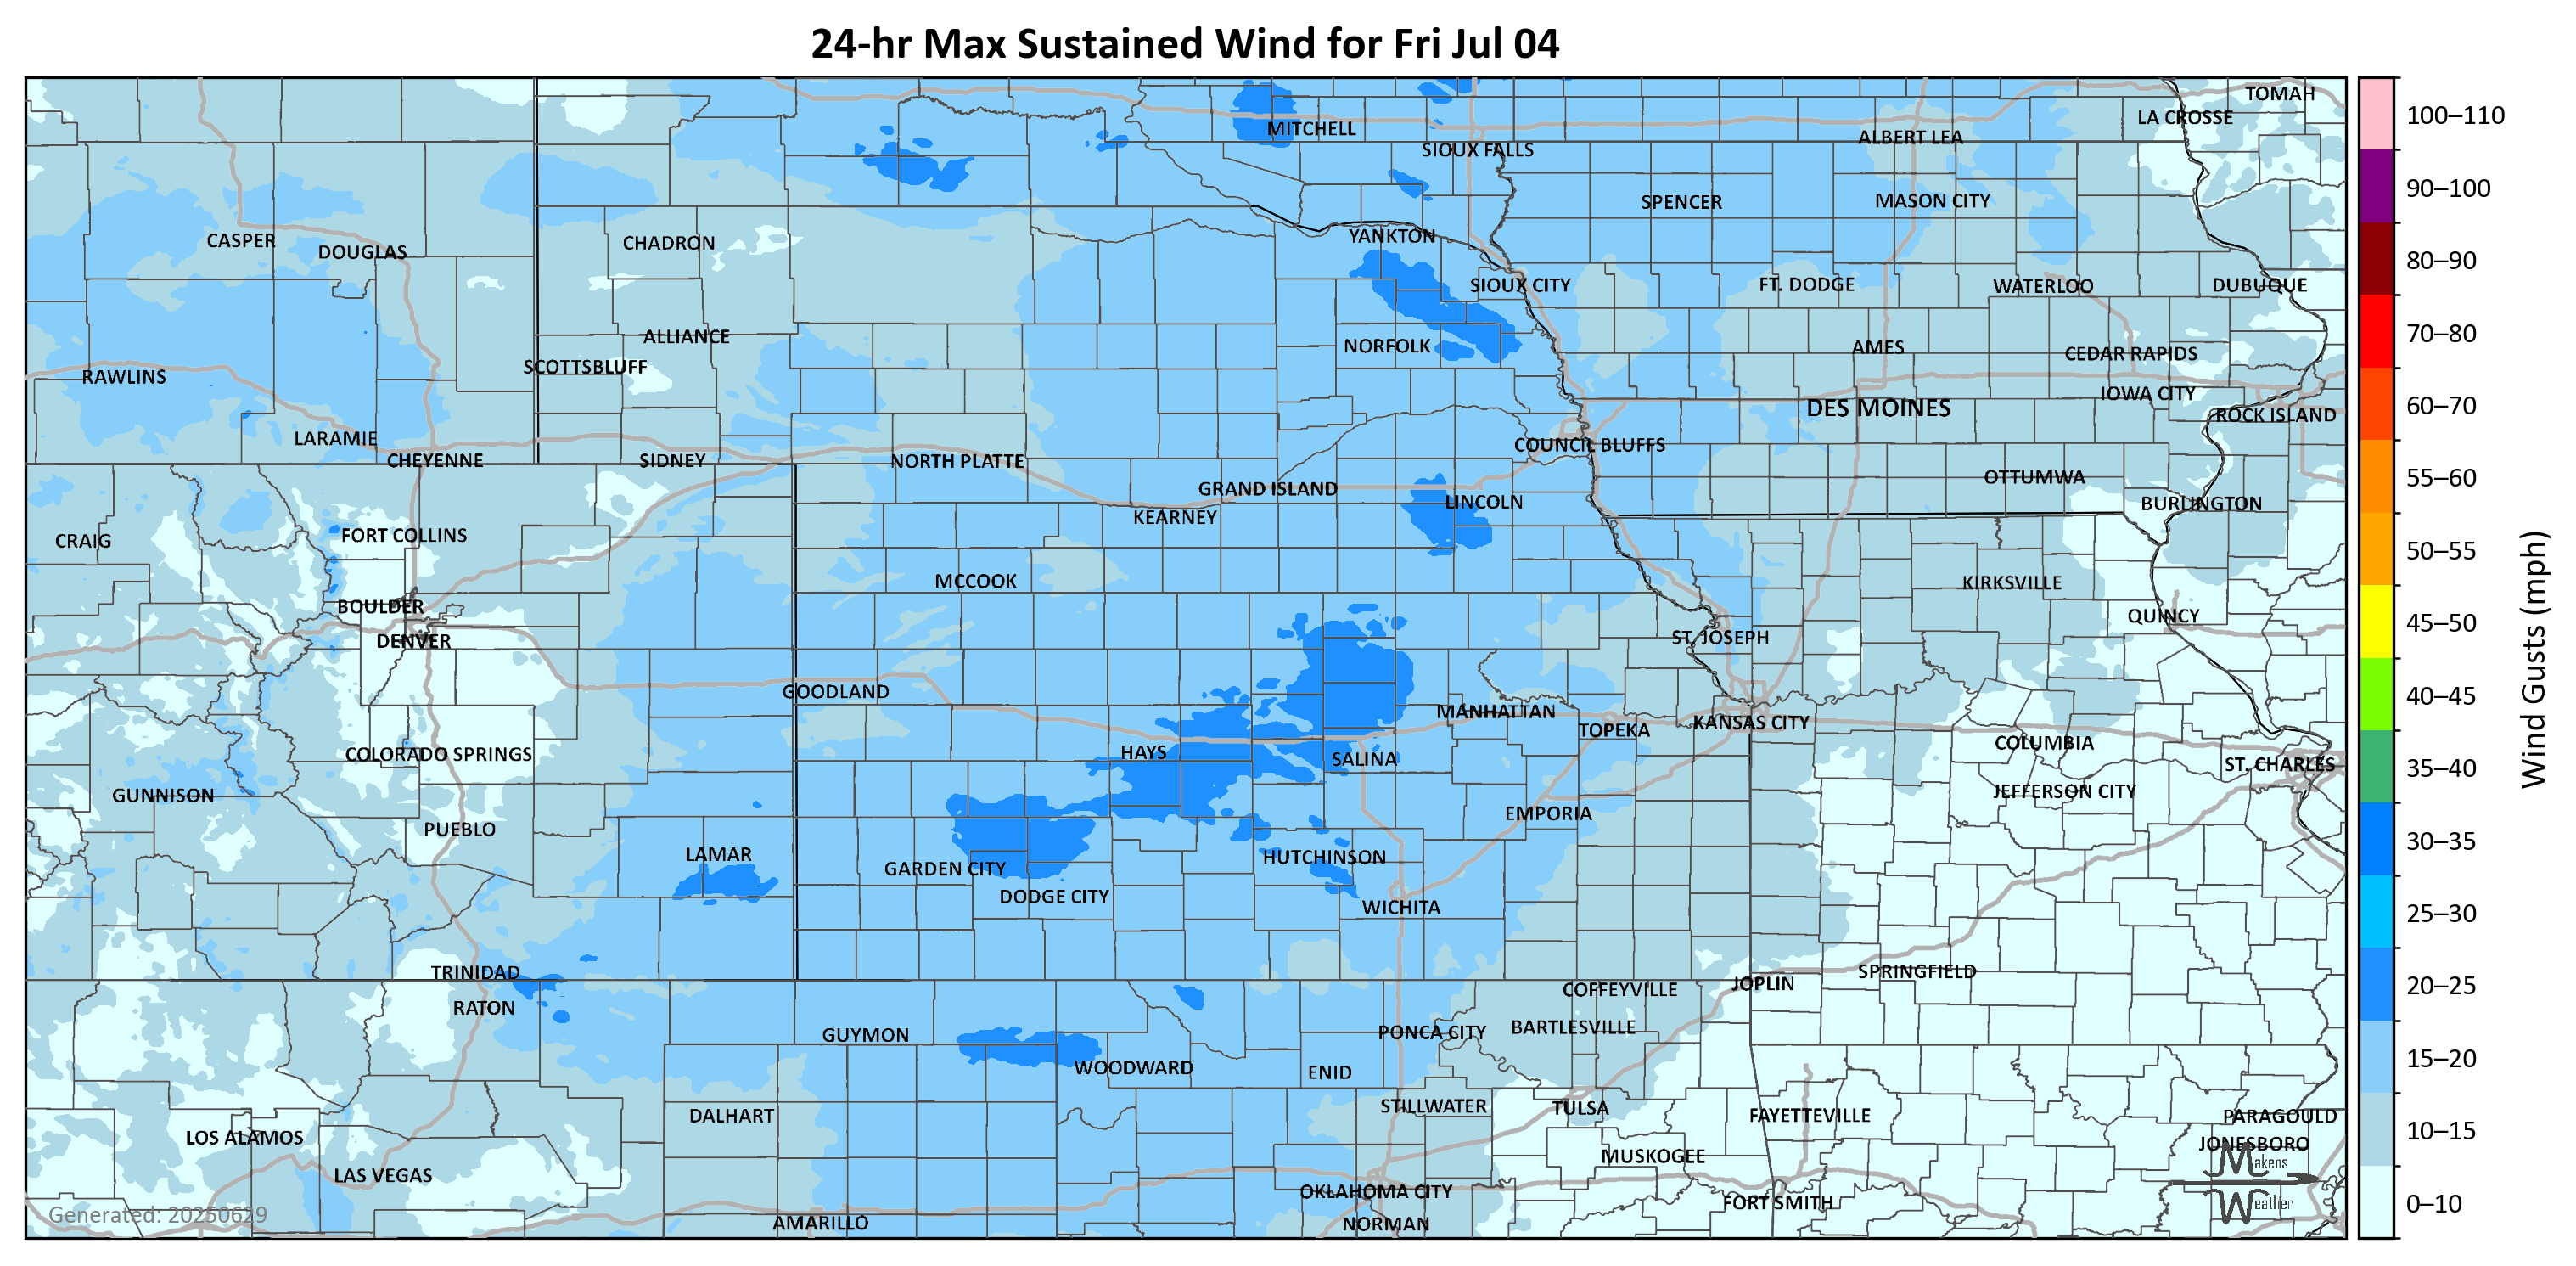 24-hr Max Sustained Wind for Fri Jul 04
TOMAH
LA CROSSE
MITCHELL
ALBERT LEA
SIOUX FALLS
SPENCER
MASON CITY
CASPER
DOUGLAS
CHADRON
YANKTON
SIOUX CITY
FT. DODGE
WATERLOO
DUBUQUE
ALLIANCE
NORFOLK
AMES
CEDAR RAPIDS
SCOTTSBLUFF
RAWLINS
IOWA CITY
DES MOINES
ROCK ISLAND
LARAMIE
COUNCIL BLUFFS
CHEYENNE
SIDNEY
NORTH PLATTE
OTTUMWA
GRAND ISLAND
LINCOLN
BURLINGTON
KEARNEY
FORT COLLINS
CRAIG
MCCOOK
KIRKSVILLE
BOULDER
QUINCY
DENVER
ST. JOSEPH
GOODLAND
MANHATTAN
TOPEKA
KANSAS CITY
COLUMBIA
COLORADO SPRINGS
HAYS
SALINA
ST. CHARLES
GUNNISON
JEFFERSON CITY
EMPORIA
PUEBLO
LAMAR
HUTCHINSON
GARDEN CITY
DODGE CITY
WICHITA
TRINIDAD
SPRINGFIELD
JOPLIN
COFFEYVILLE
RATON
BARTLESVILLE
GUYMON
PONCA CITY
WOODWARD
ENID
STILLWATER
TULSA
DALHART
FAYETTEVILLE
PARAGOULD
LOS ALAMOS
JONESBORO
MUSKOGEE
LAS VEGAS
OKLAHOMA CITY
FORT SMITH
AMARILLO
NORMAN
Generated: 20250629
Makens
Weather
100–110
90–100
80–90
70–80
60–70
55–60
50–55
45–50
40–45
35–40
30–35
25–30
20–25
15–20
10–15
0–10
Wind Gusts (mph)